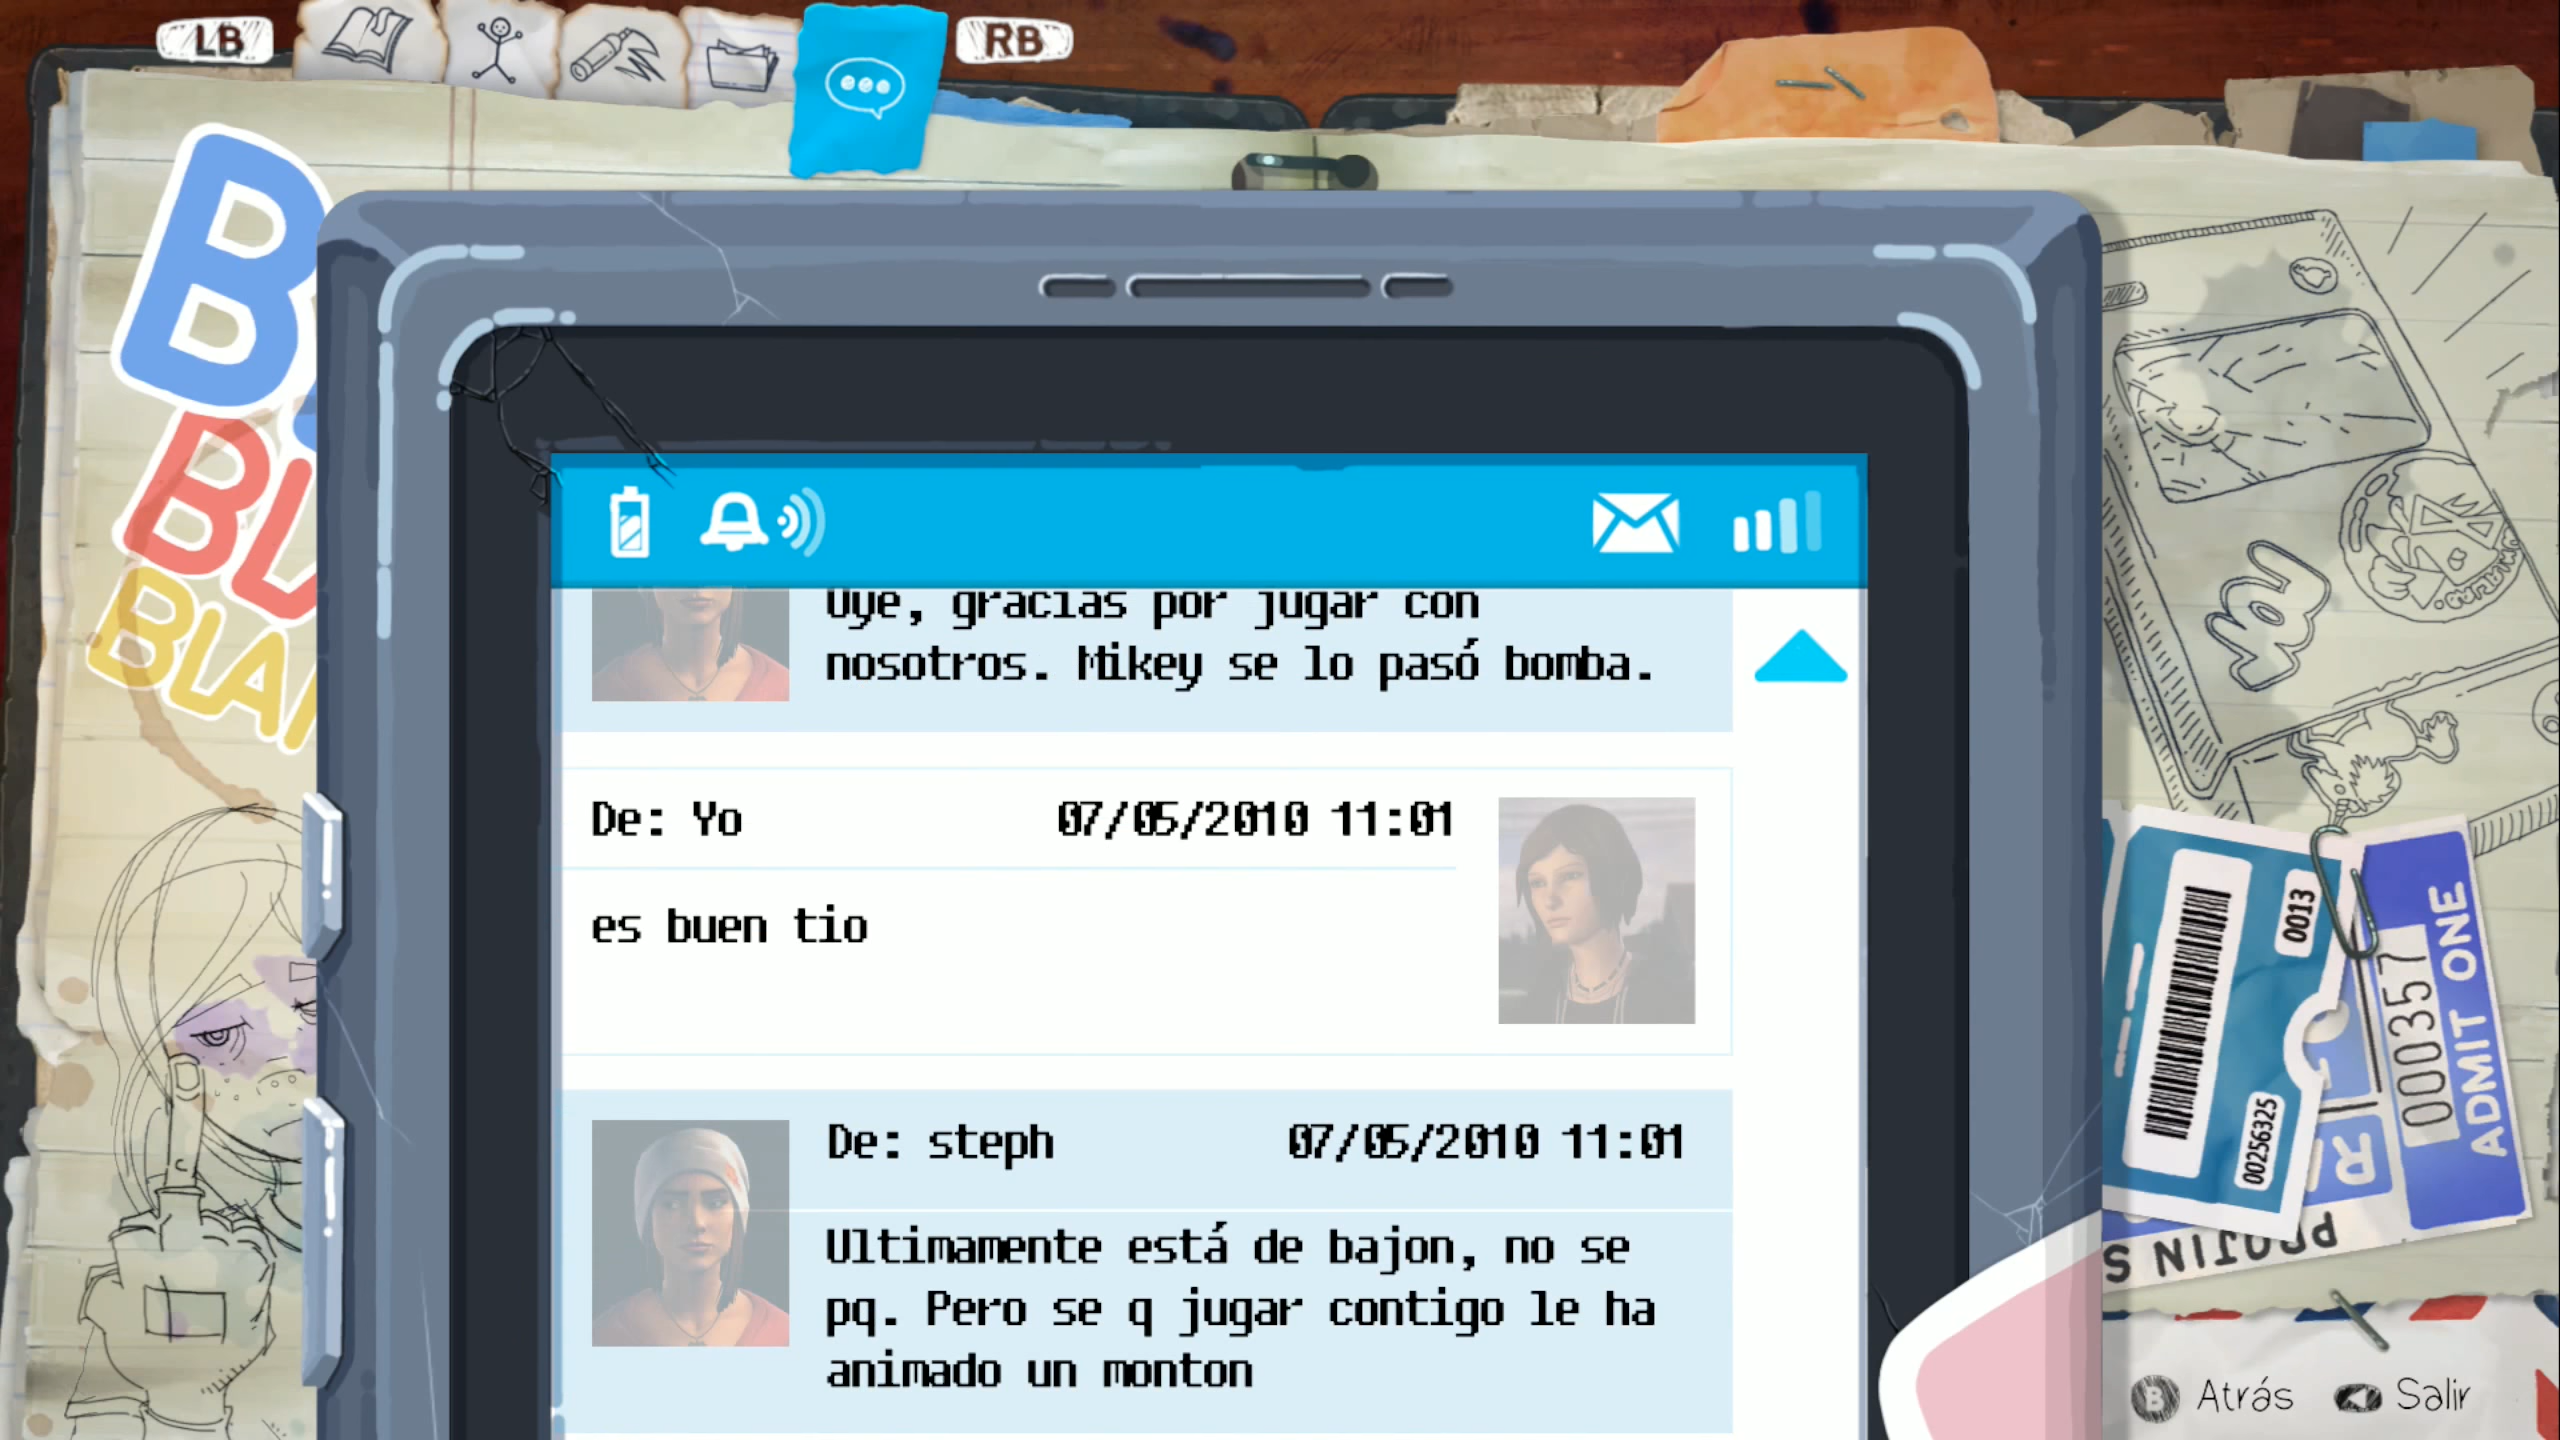 LB
RB
Oye, gracias por jugar con
nosotros. Mikey se lo pasó bomba.
De: Yo 07/05/2010 11:01
es buen tio
De: steph 07/05/2010 11:01
Ultimamente está de bajon, no se
pq. Pero se q jugar contigo le ha
animado un monton
BLAH
0013
00256325
000357
ADMIT ONE
B Atrás
Salir